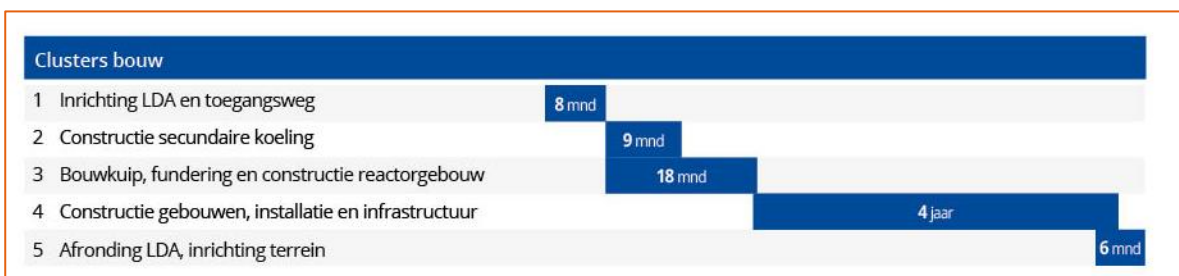 Clusters bouw
1 Inrichting LDA en toegangsweg 8 mnd
2 Constructie secundaire koeling 9 mnd
3 Bouwkuip, fundering en constructie reactorgebouw 18 mnd
4 Constructie gebouwen, installatie en infrastructuur 4 jaar
5 Afronding LDA, inrichting terrein 6 mnd